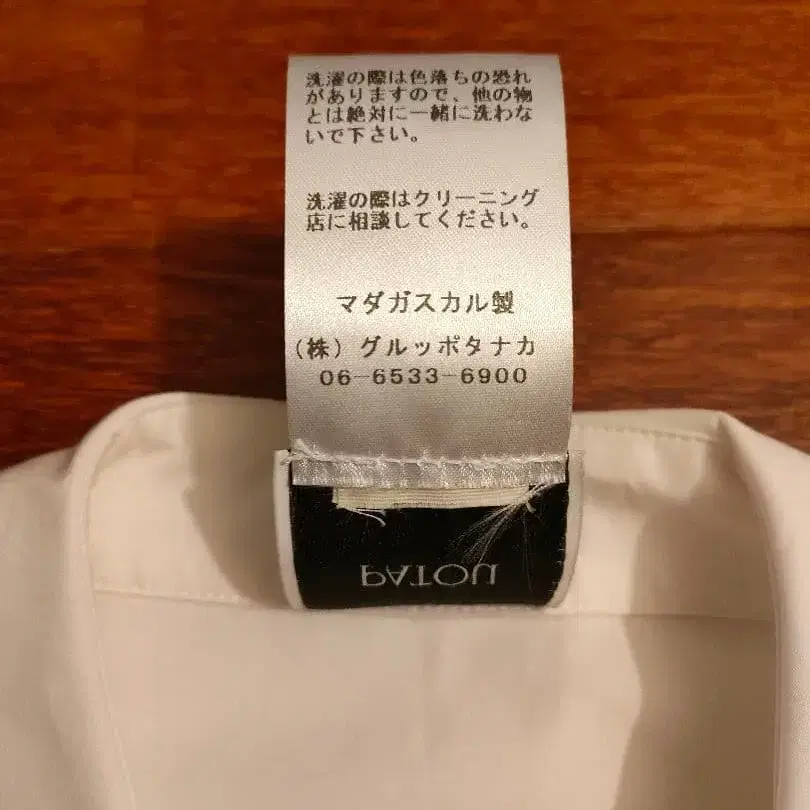 洗濯の際は色落ちの恐れ
がありますので、他の物
とは絶対に一緒に洗わな
いで下さい。
洗濯の際はクリーニング
店に相談してください。
マダガスカル製
(株)グルッポタナカ
06-6533-6900
PATOU